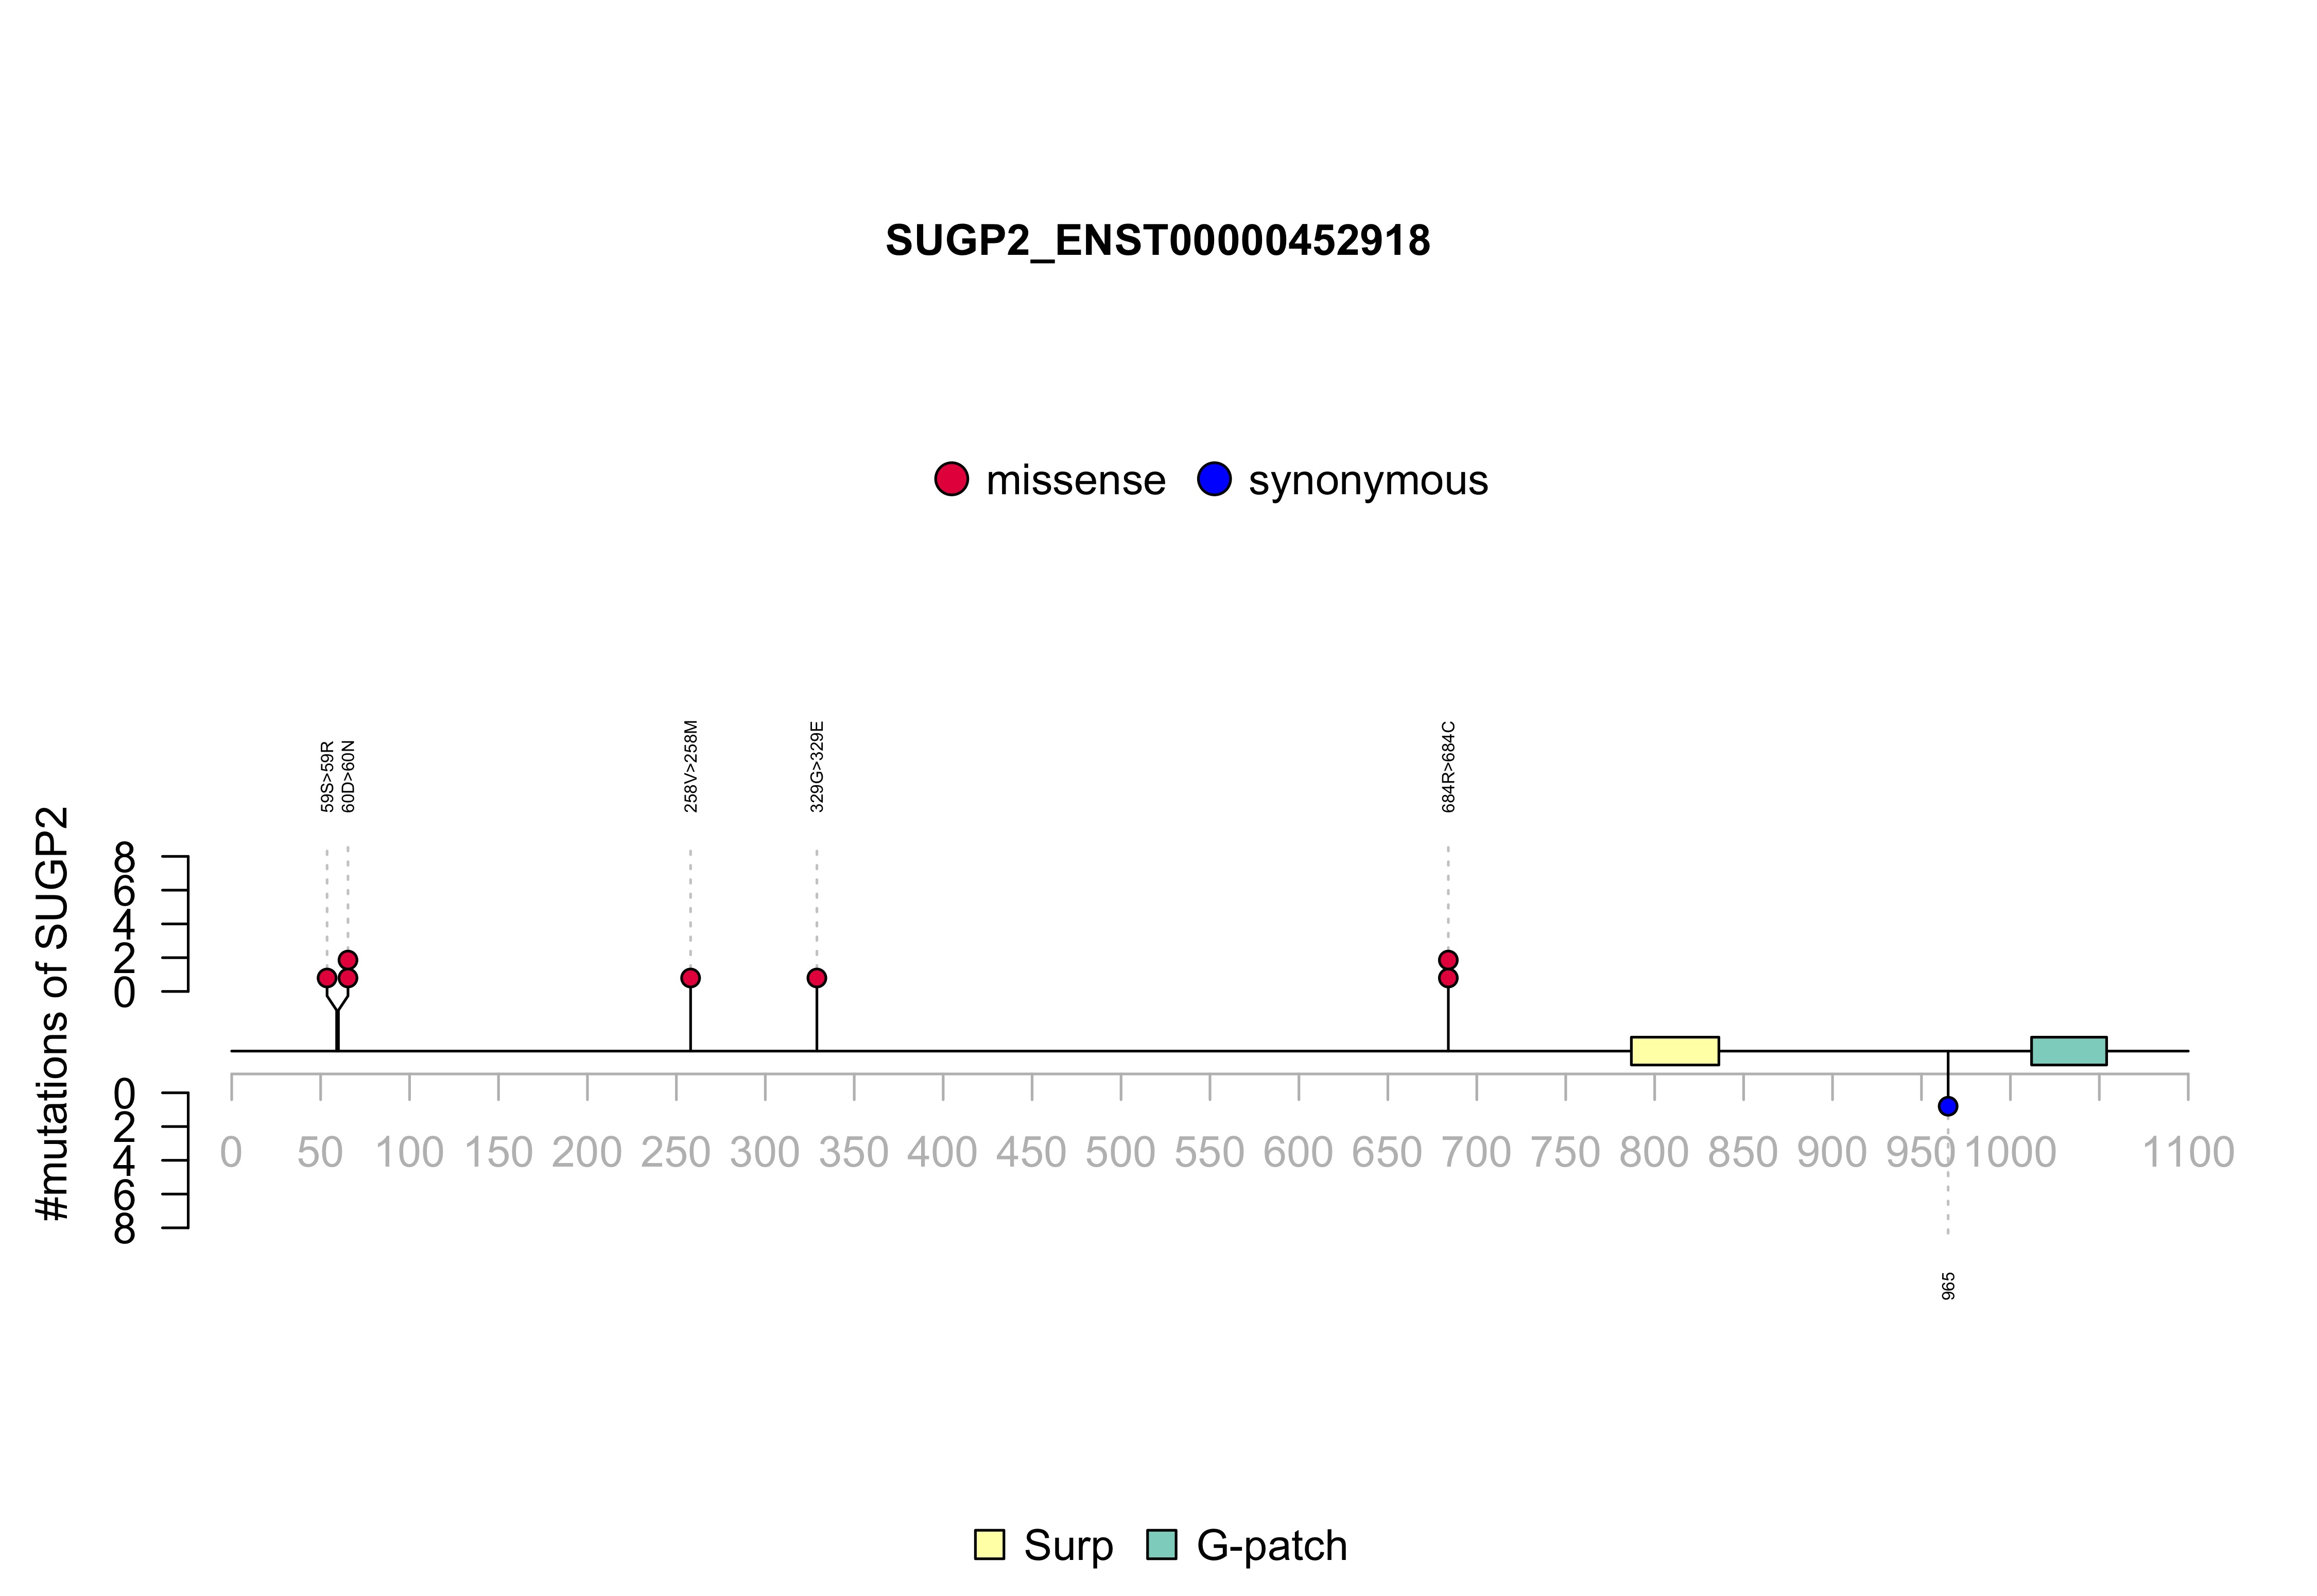 SUGP2_ENST00000452918
missense synonymous
59S>59R
60D>60N
258V>258M
329G>329E
684R>684C
#mutations of SUGP2
8
6
4
2
0
0
2
4
6
8
0 50 100 150 200 250 300 350 400 450 500 550 600 650 700 750 800 850 900 950 1000 1100
965
Surp G-patch